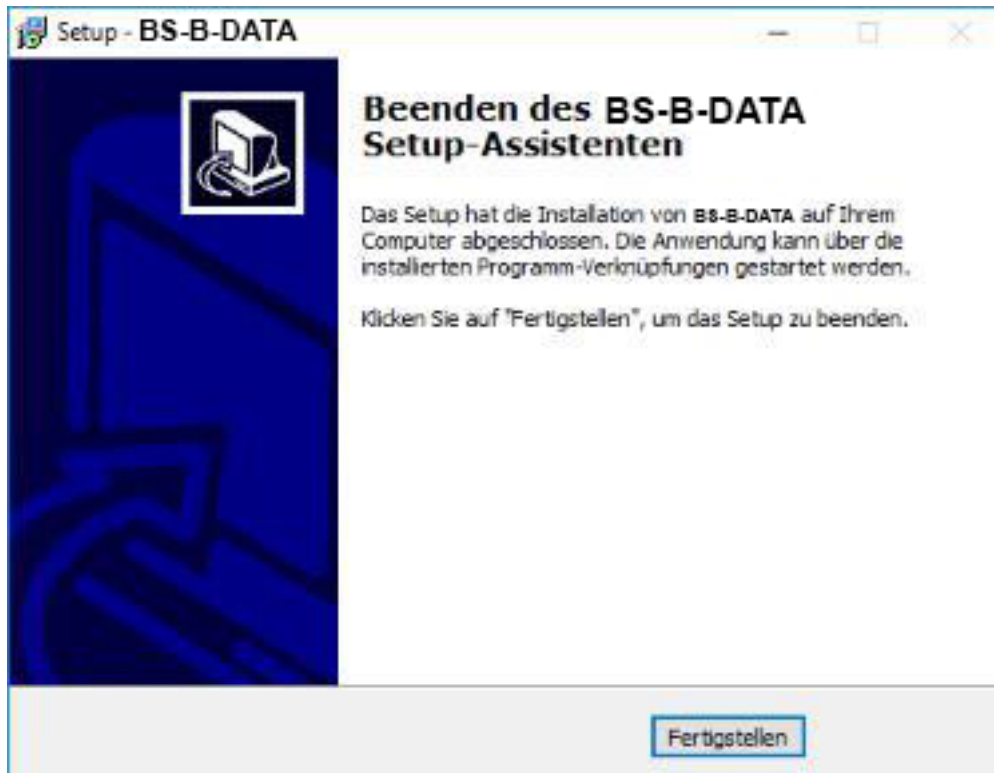 Setup - BS-B-DATA
Beenden des BS-B-DATA
Setup-Assistenten
Das Setup hat die Installation von BS-B-DATA auf Ihrem
Computer abgeschlossen. Die Anwendung kann über die
installierten Programm-Verknüpfungen gestartet werden.
Klicken Sie auf "Fertigstellen", um das Setup zu beenden.
Fertigstellen